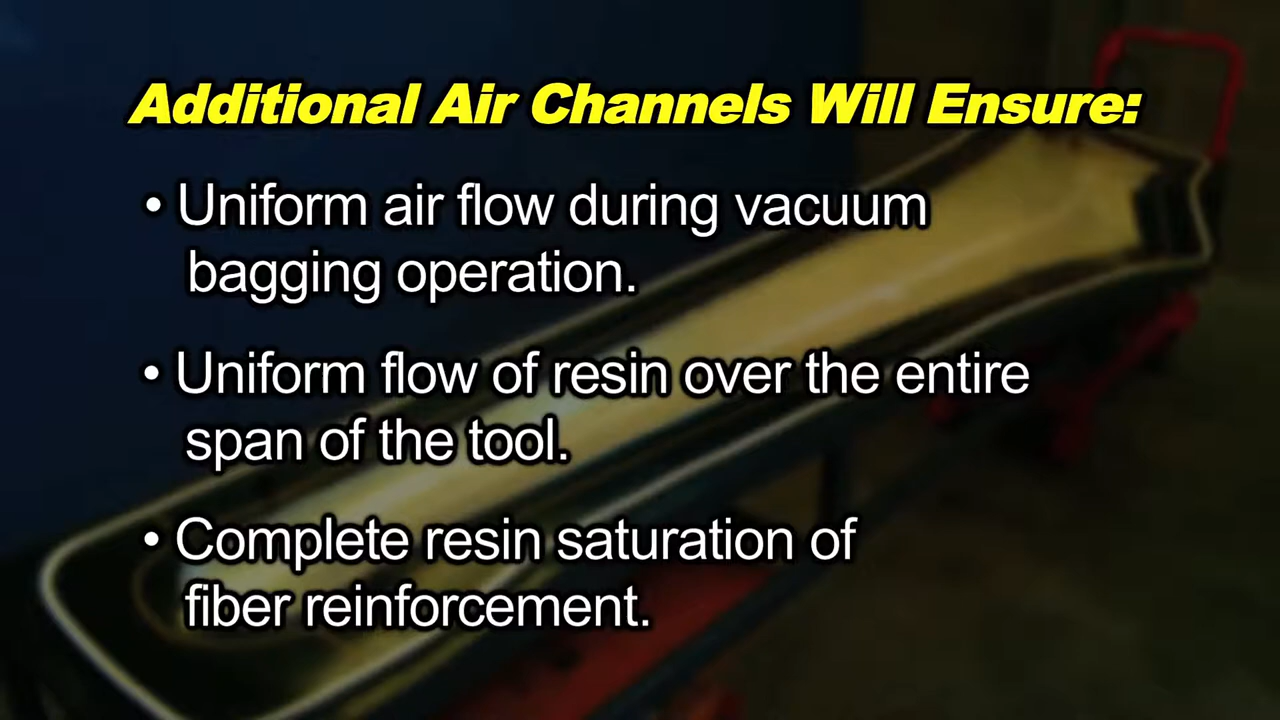 Additional Air Channels Will Ensure:
• Uniform air flow during vacuum
bagging operation.
• Uniform flow of resin over the entire
span of the tool.
• Complete resin saturation of
fiber reinforcement.